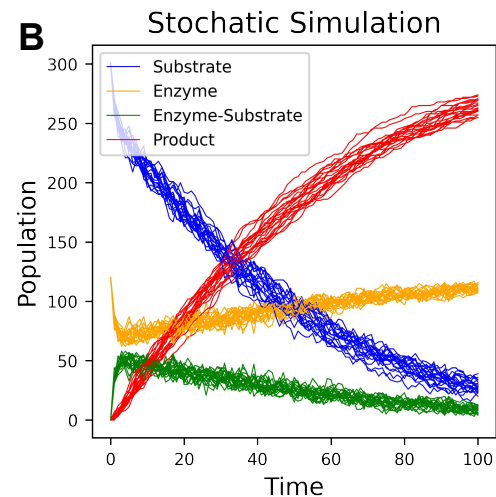 B
Stochatic Simulation
Substrate
Enzyme
Enzyme-Substrate
Product
Population
300
250
200
150
100
50
0
0 20 40 60 80 100
Time